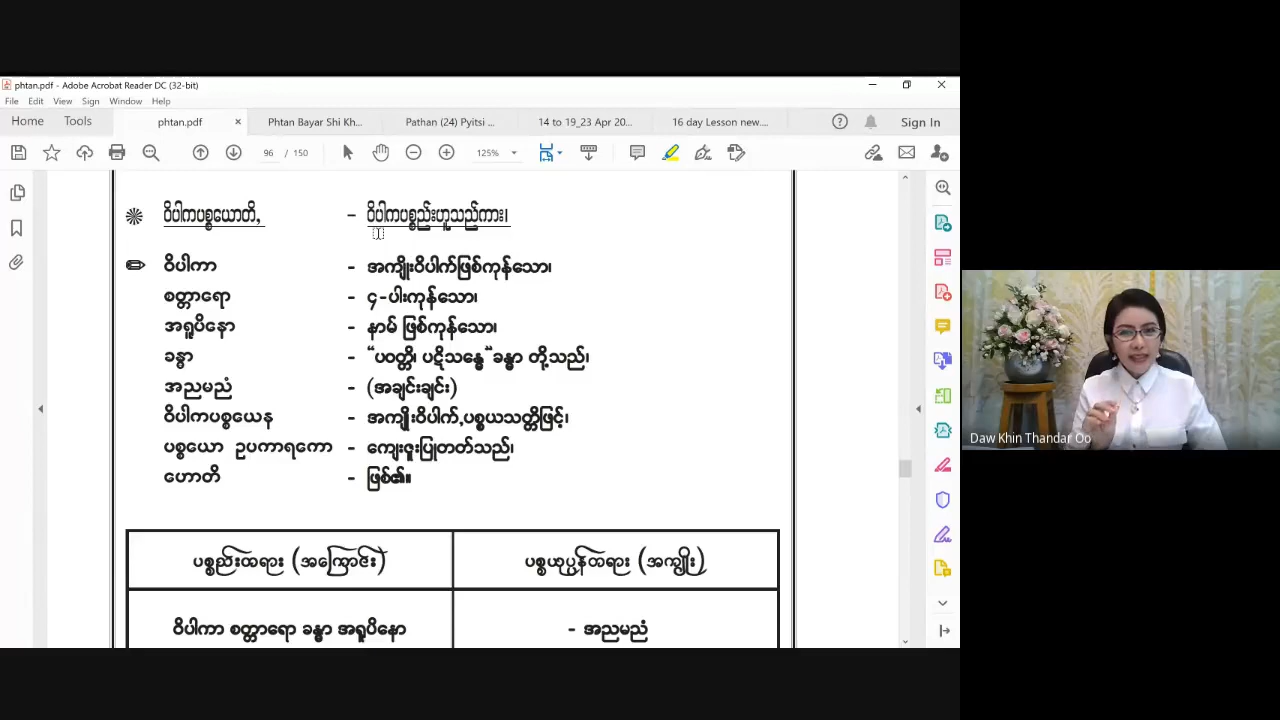 phtan.pdf - Adobe Acrobat Reader DC (32-bit)
File Edit View Sign Window Help
Home Tools phtan.pdf Phtan Bayar Shi Kh... Pathan (24) Pyitsi ... 14 to 19_23 Apr 20... 16 day Lesson new.... Sign In
96 / 150 125%
ဝိပါကပစ္စယောတိ, - ဝိပါကပစ္စည်းဟူသည်ကား၊
ဝိပါကာ - အကျိုးဝိပါက်ဖြစ်ကုန်သော၊
စတ္တာရော - ၄-ပါးကုန်သော၊
အရူပိနော - နာမ် ဖြစ်ကုန်သော၊
ခန္ဓာ - “ပဝတ္တိ၊ ပဋိသန္ဓေ“ခန္ဓာ တို့သည်၊
အညမညံ - (အချင်းချင်း)
ဝိပါကပစ္စယေန - အကျိုးဝိပါက်,ပစ္စယသတ္တိဖြင့်၊
ပစ္စယော ဥပကာရကော - ကျေးဇူးပြုတတ်သည်၊
ဟောတိ - ဖြစ်၏။
ပစ္စည်းတရား (အကြောင်း) ပစ္စယုပ္ပန်တရား (အကျိုး)
ဝိပါကာ စတ္တာရော ခန္ဓာ အရူပိနော - အညမညံ
Daw Khin Thandar Oo